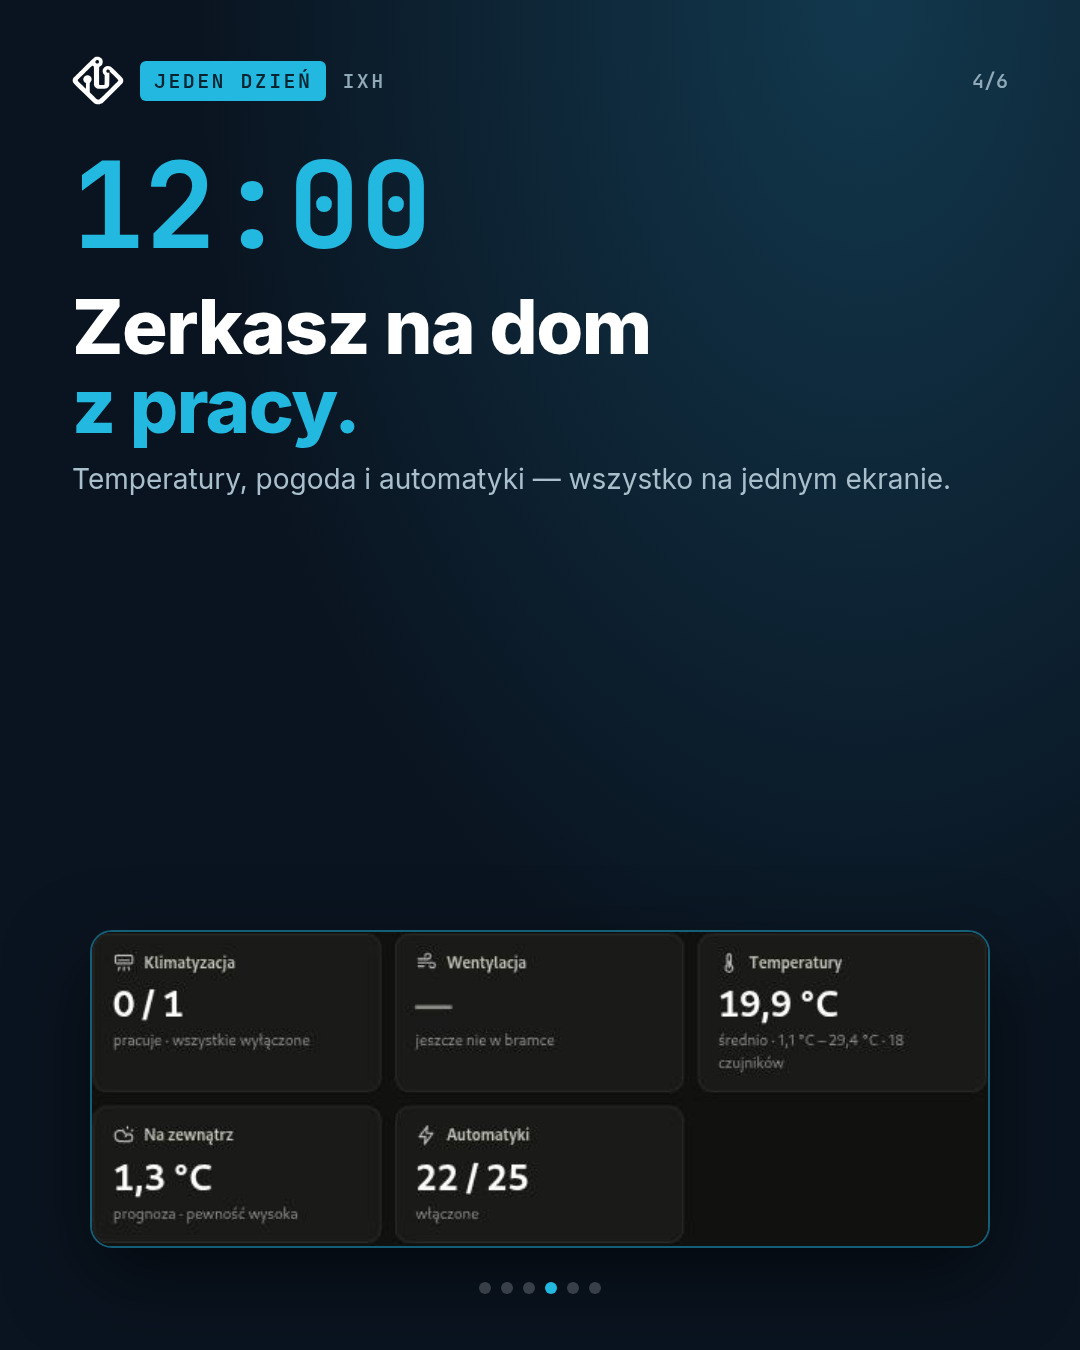 JEDEN DZIEŃ IXH 4/6
12:00
Zerkasz na dom
z pracy.
Temperatury, pogoda i automatyki — wszystko na jednym ekranie.
Klimatyzacja
0 / 1
pracuje · wszystkie wyłączone
Wentylacja
—
jeszcze nie w bramce
Temperatury
19,9 °C
średnio · 1,1 °C – 29,4 °C · 18
czujników
Na zewnątrz
1,3 °C
prognoza · pewność wysoka
Automatyki
22 / 25
włączone